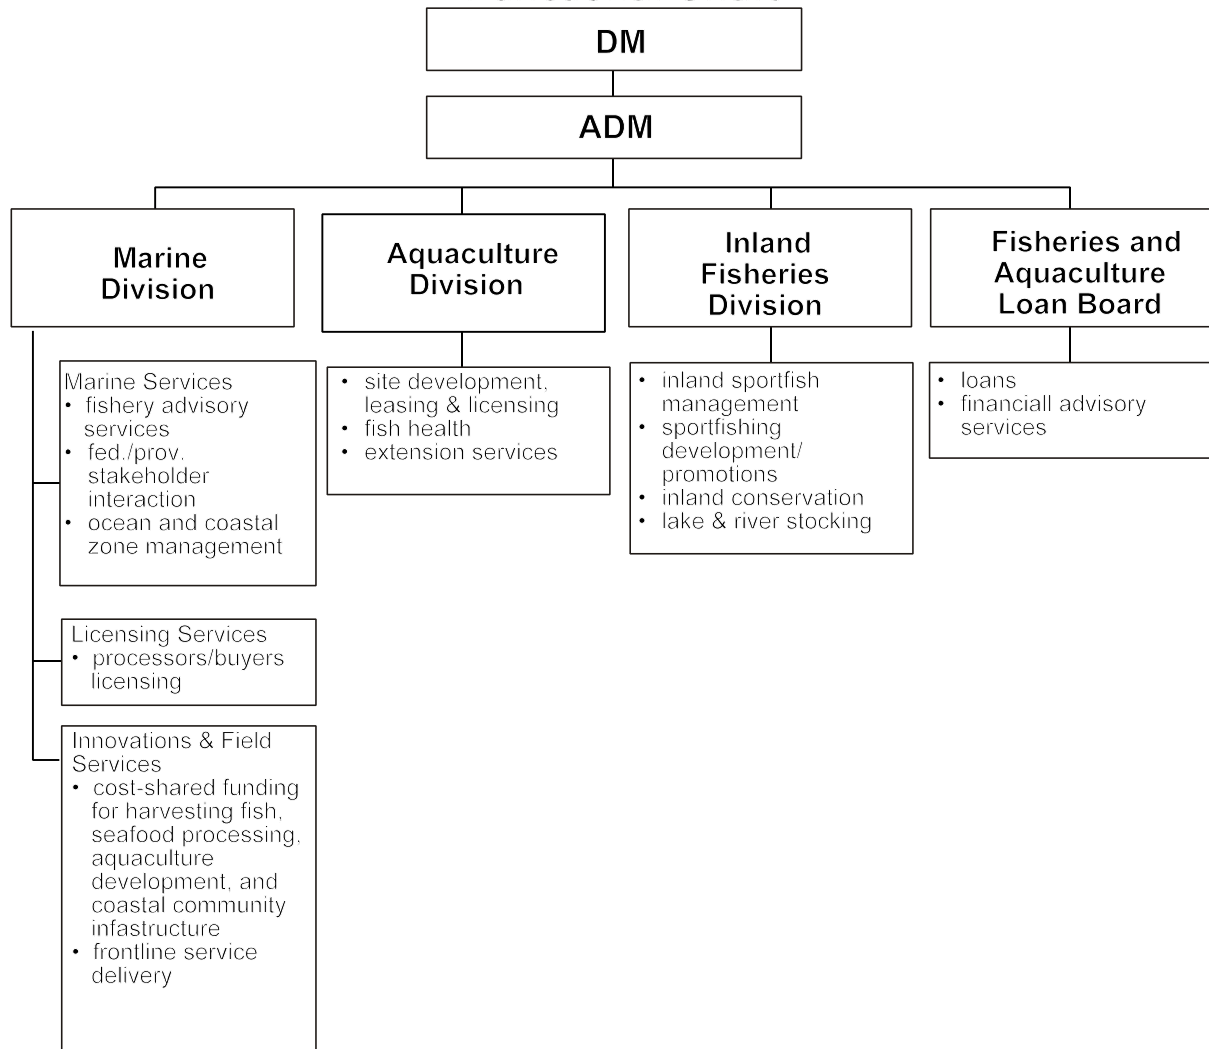 DM
ADM
Marine
Division
Aquaculture
Division
Inland
Fisheries
Division
Fisheries and
Aquaculture
Loan Board
Marine Services
• fishery advisory
services
• fed./prov.
stakeholder
interaction
• ocean and coastal
zone management
Licensing Services
• processors/buyers
licensing
Innovations & Field
Services
• cost-shared funding
for harvesting fish,
seafood processing,
aquaculture
development, and
coastal community
infastructure
• frontline service
delivery
• site development,
leasing & licensing
• fish health
• extension services
• inland sportfish
management
• sportfishing
development/
promotions
• inland conservation
• lake & river stocking
• loans
• financiall advisory
services